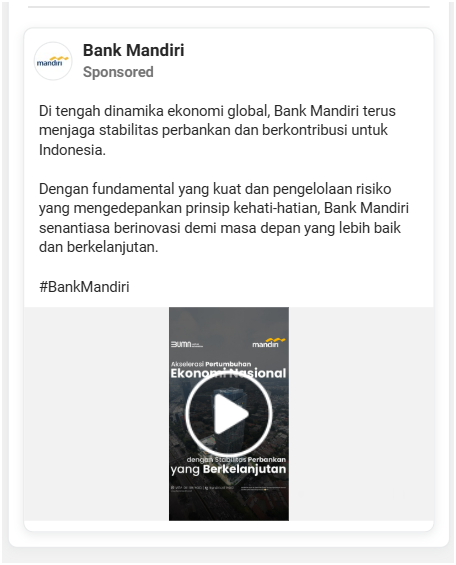 Bank Mandiri
mandiri
Sponsored
Di tengah dinamika ekonomi global, Bank Mandiri terus
menjaga stabilitas perbankan dan berkontribusi untuk
Indonesia.
Dengan fundamental yang kuat dan pengelolaan risiko
yang mengedepankan prinsip kehati-hatian, Bank Mandiri
senantiasa berinovasi demi masa depan yang lebih baik
dan berkelanjutan.
#BankMandiri
BUMN
mandiri
Akselerasi Pertumbuhan
Ekonomi Nasional
dengan Stabilitas Perbankan
yang Berkelanjutan